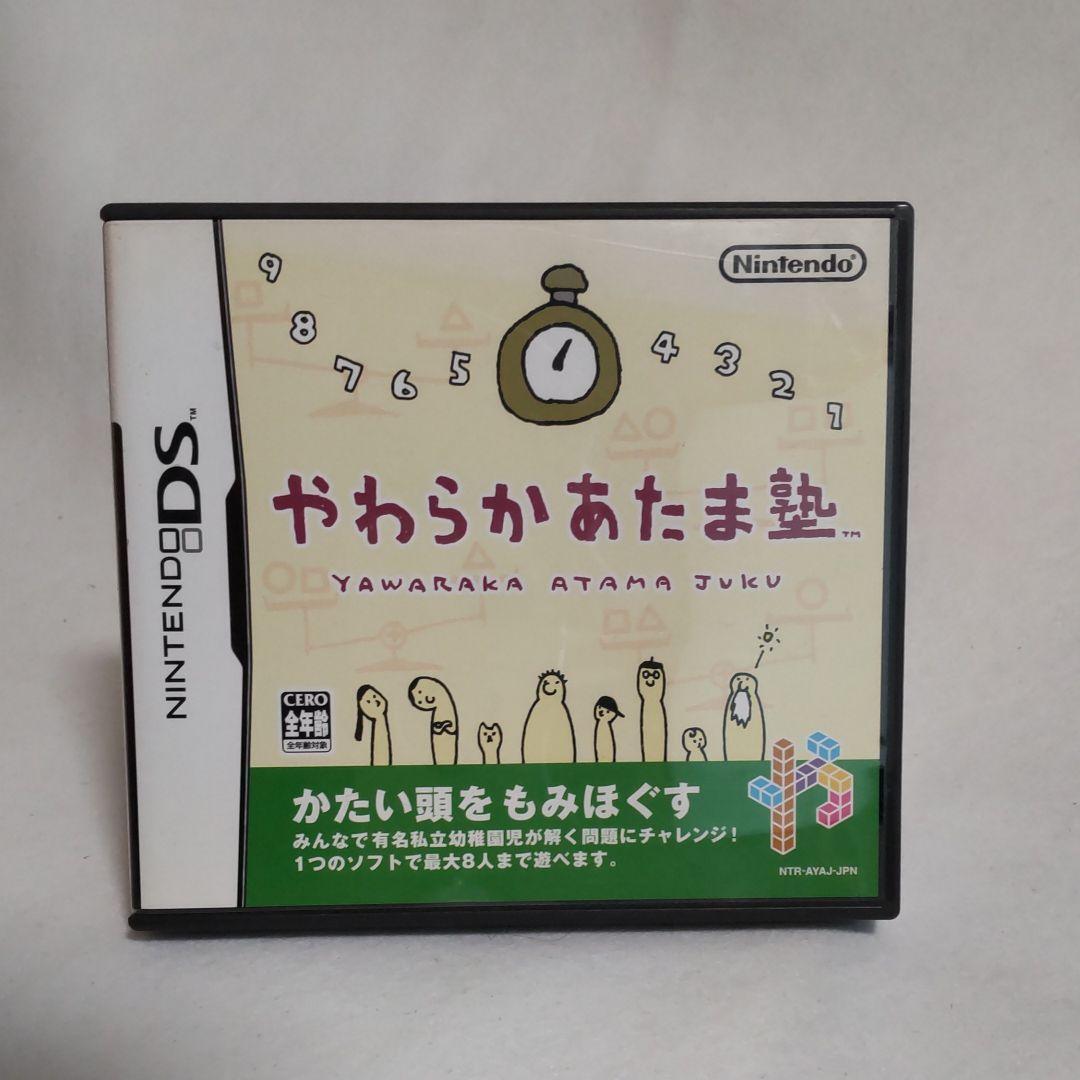 NINTENDO DS™
Nintendo®
9 8 7 6 5 4 3 2 1
やわらかあたま塾™
YAWARAKA ATAMA JUKU
CERO
全年齢
全年齢対象
かたい頭をもみほぐす
みんなで有名私立幼稚園児が解く問題にチャレンジ!
1つのソフトで最大8人まで遊べます。
や
NTR-AYAJ-JPN